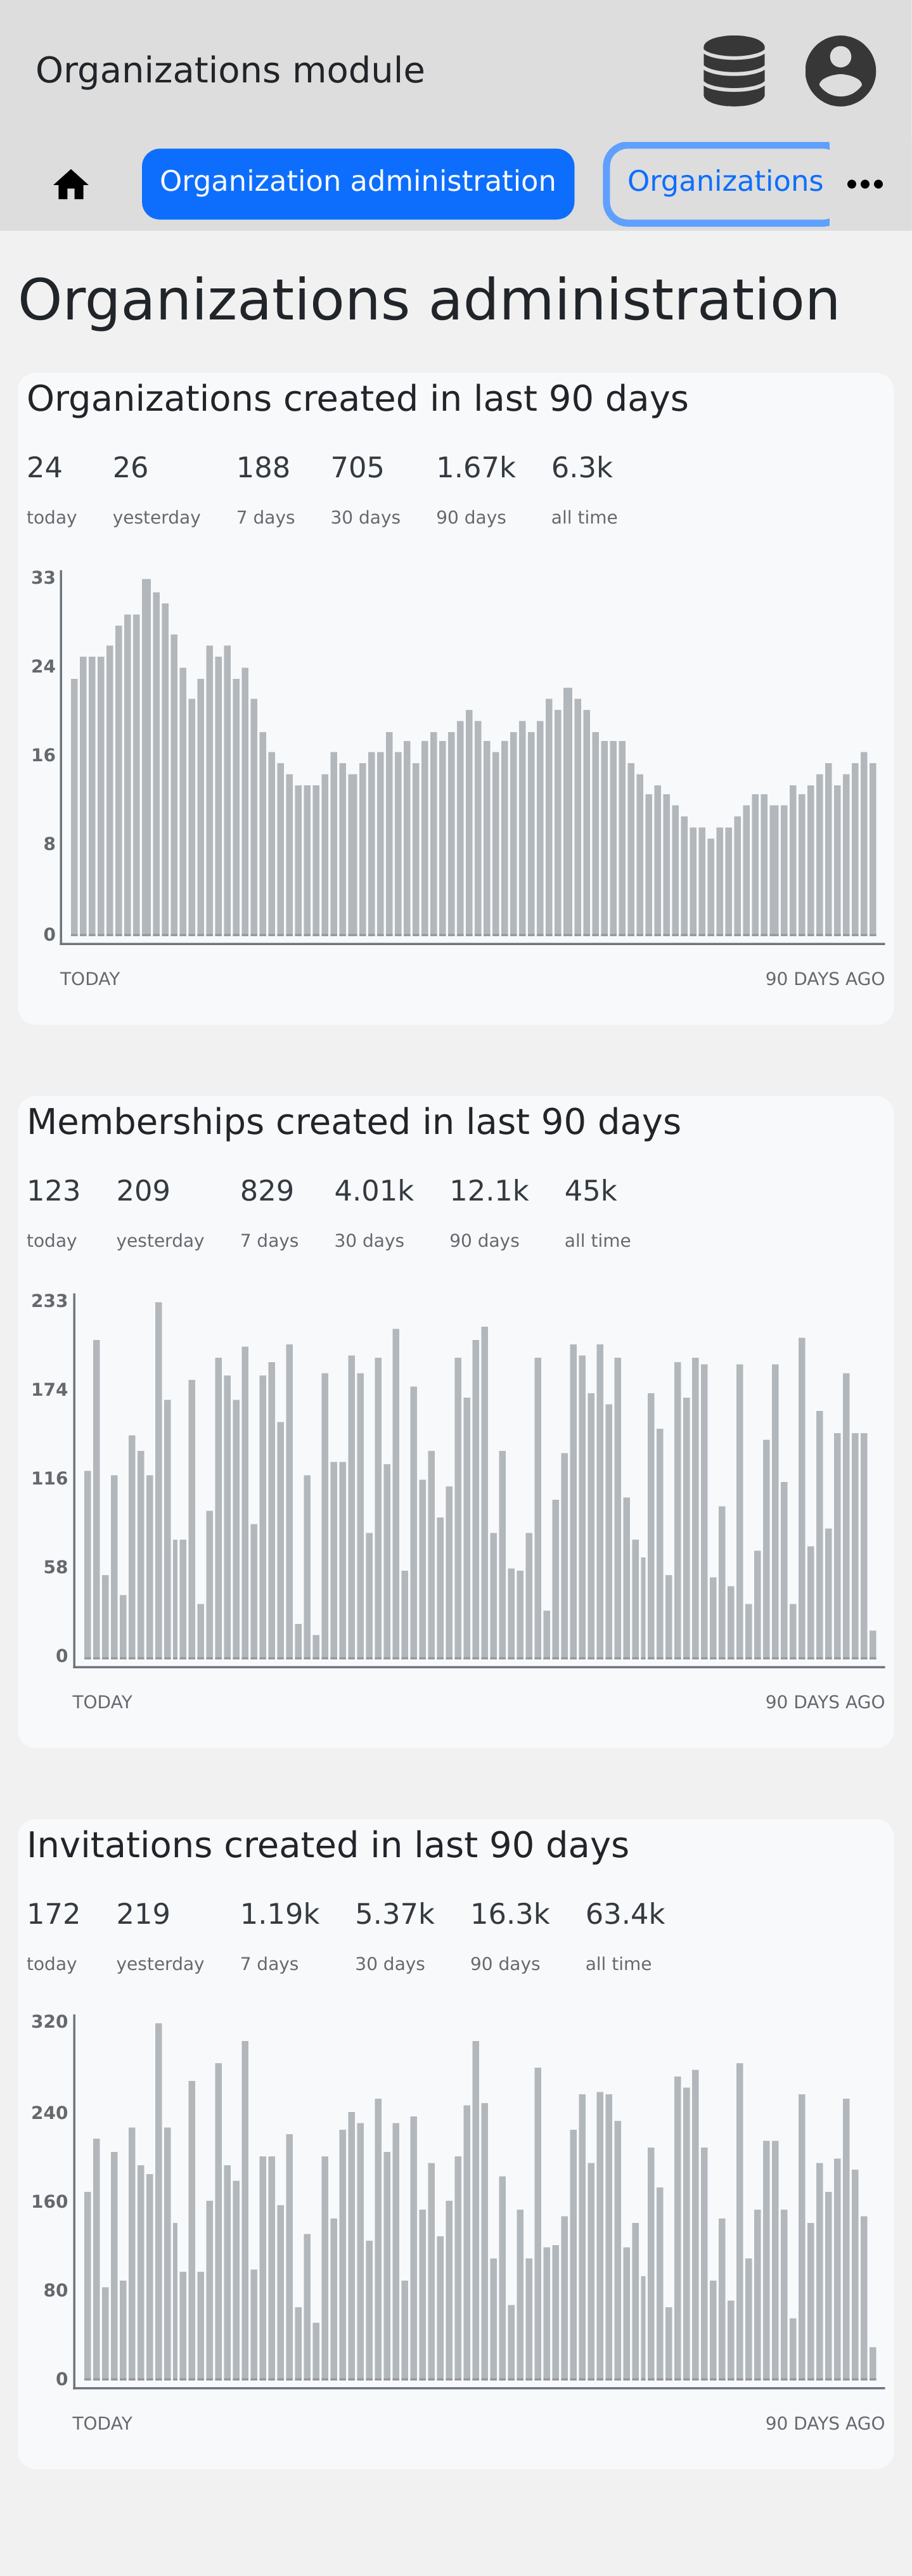 Organizations module
Organization administration Organizations
Organizations administration
Organizations created in last 90 days
24 26 188 705 1.67k 6.3k
today yesterday 7 days 30 days 90 days all time
33
24
16
8
0
TODAY 90 DAYS AGO
Memberships created in last 90 days
123 209 829 4.01k 12.1k 45k
today yesterday 7 days 30 days 90 days all time
233
174
116
58
0
TODAY 90 DAYS AGO
Invitations created in last 90 days
172 219 1.19k 5.37k 16.3k 63.4k
today yesterday 7 days 30 days 90 days all time
320
240
160
80
0
TODAY 90 DAYS AGO